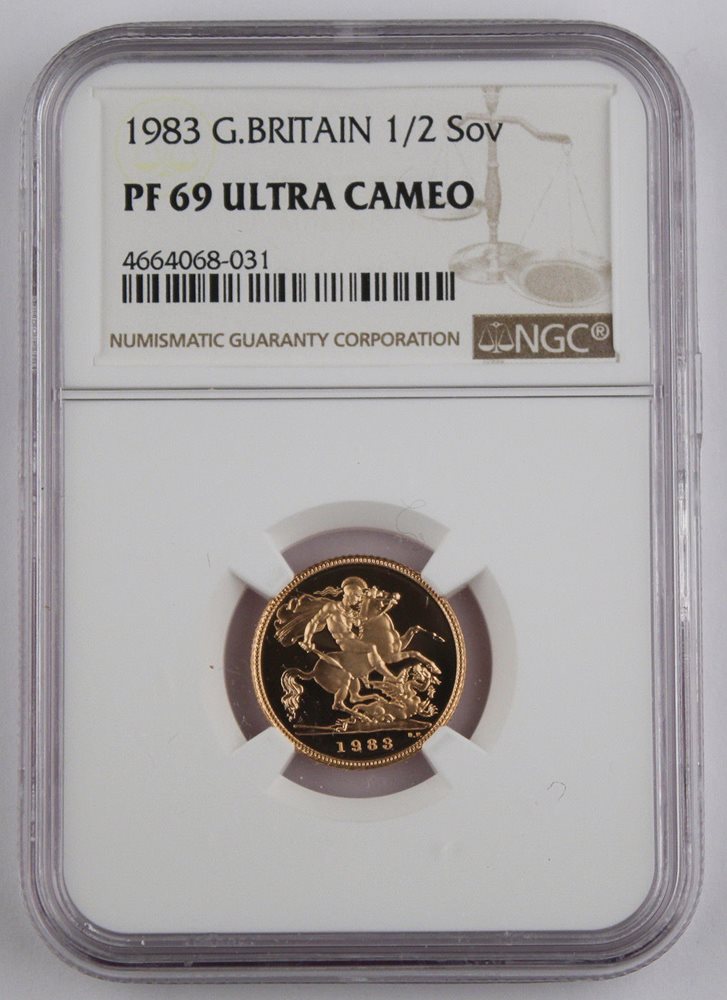 1983 G.BRITAIN 1/2 Sov
PF 69 ULTRA CAMEO
4664068-031
NUMISMATIC GUARANTY CORPORATION
NGC®
1983
B.P.